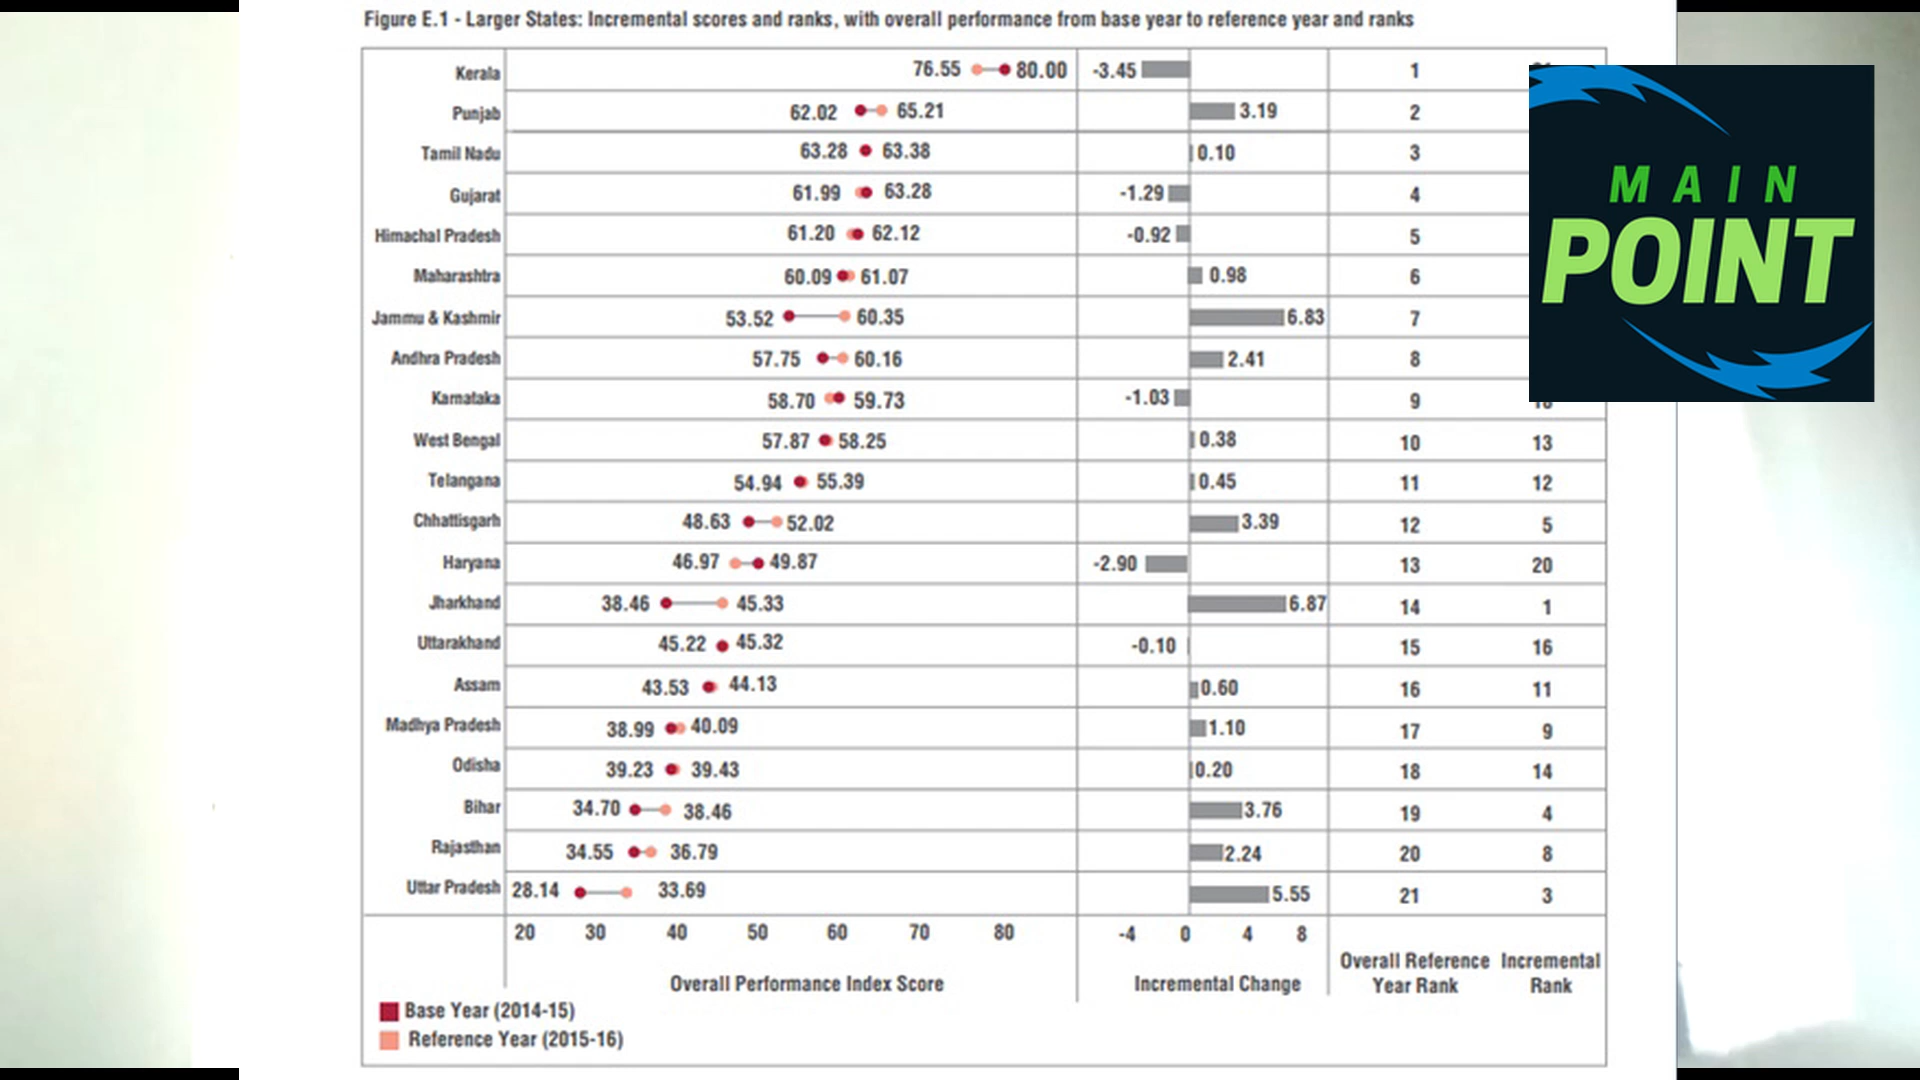 Figure E.1 - Larger States: Incremental scores and ranks, with overall performance from base year to reference year and ranks
Kerala 76.55 80.00 -3.45 1
Punjab 62.02 65.21 3.19 2
Tamil Nadu 63.28 63.38 0.10 3
Gujarat 61.99 63.28 -1.29 4
Himachal Pradesh 61.20 62.12 -0.92 5
Maharashtra 60.09 61.07 0.98 6
Jammu & Kashmir 53.52 60.35 6.83 7
Andhra Pradesh 57.75 60.16 2.41 8
Karnataka 58.70 59.73 -1.03 9
West Bengal 57.87 58.25 0.38 10 13
Telangana 54.94 55.39 0.45 11 12
Chhattisgarh 48.63 52.02 3.39 12 5
Haryana 46.97 49.87 -2.90 13 20
Jharkhand 38.46 45.33 6.87 14 1
Uttarakhand 45.22 45.32 -0.10 15 16
Assam 43.53 44.13 0.60 16 11
Madhya Pradesh 38.99 40.09 1.10 17 9
Odisha 39.23 39.43 0.20 18 14
Bihar 34.70 38.46 3.76 19 4
Rajasthan 34.55 36.79 2.24 20 8
Uttar Pradesh 28.14 33.69 5.55 21 3
20 30 40 50 60 70 80 -4 0 4 8
Overall Performance Index Score
Incremental Change
Overall Reference
Year Rank
Incremental
Rank
Base Year (2014-15)
Reference Year (2015-16)
MAIN
POINT